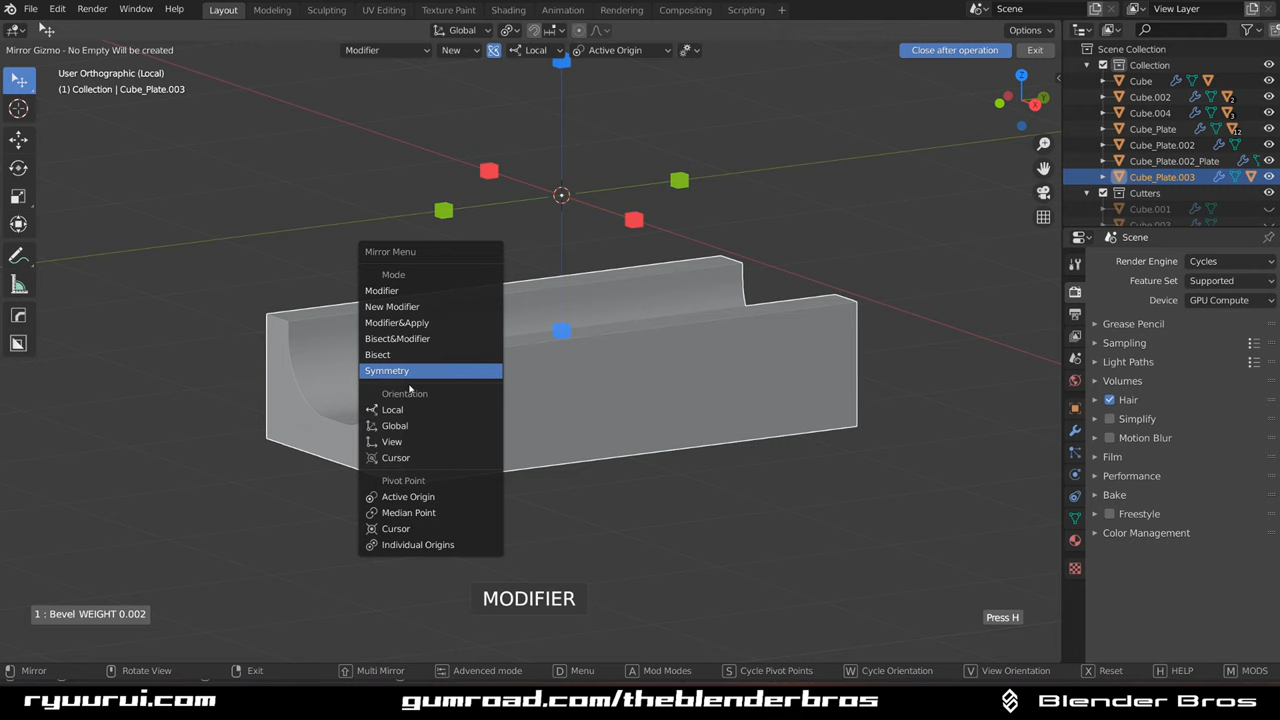 File Edit Render Window Help
Layout Modeling Sculpting UV Editing Texture Paint Shading Animation Rendering Compositing Scripting +
Scene
View Layer
Global
Options
Mirror Gizmo - No Empty Will be created
Modifier
New
Local
Active Origin
Close after operation
Exit
User Orthographic (Local)
(1) Collection | Cube_Plate.003
Z
Y
X
Scene Collection
Collection
Cube
Cube.002 2
Cube.004 3
Cube_Plate 12
Cube_Plate.002
Cube_Plate.002_Plate
Cube_Plate.003
Cutters
Cube.001
Scene
Render Engine Cycles
Feature Set Supported
Device GPU Compute
Grease Pencil
Sampling
Light Paths
Volumes
Hair
Simplify
Motion Blur
Film
Performance
Bake
Freestyle
Color Management
Mirror Menu
Mode
Modifier
New Modifier
Modifier&Apply
Bisect&Modifier
Bisect
Symmetry
Orientation
Local
Global
View
Cursor
Pivot Point
Active Origin
Median Point
Cursor
Individual Origins
MODIFIER
1 : Bevel WEIGHT 0.002
Press H
Mirror Rotate View Exit Multi Mirror Advanced mode D Menu A Mod Modes S Cycle Pivot Points W Cycle Orientation V View Orientation X Reset H HELP M MODS
ryuurui.com
gumroad.com/theblenderbros
Blender Bros